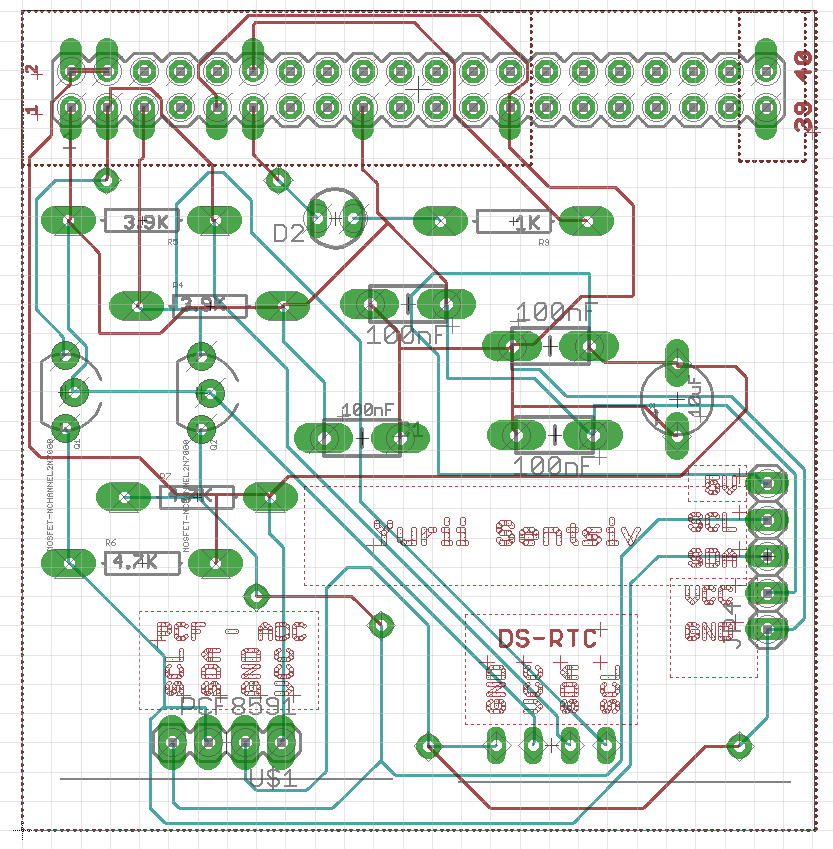 2
40
1
39
3.9K
R5
D2
1K
R9
R4
3.9K
100nF
100nF
10uF
100nF
100nF
Q1
Q2
MOSFET-NCHANNEL2N7000
MOSFET-NCHANNEL2N7000
R7
R6
4.7K
5V
SCL
SDA
VCC
GND
JP4
Yurii Sentsiv
PCF - ADC
SCL SDA GND VCC
PCF8591
U$1
DS-RTC
GND VCC SDA SCL